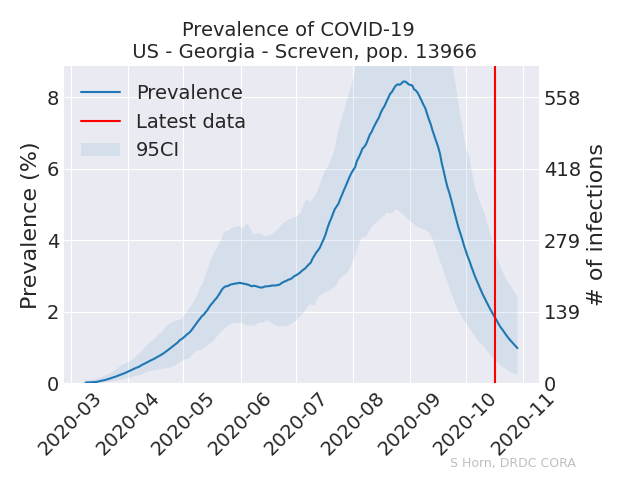 Prevalence of COVID-19
US - Georgia - Screven, pop. 13966
Prevalence
Latest data
95CI
Prevalence (%)
8
6
4
2
0
# of infections
558
418
279
139
0
2020-03
2020-04
2020-05
2020-06
2020-07
2020-08
2020-09
2020-10
2020-11
S Horn, DRDC CORA